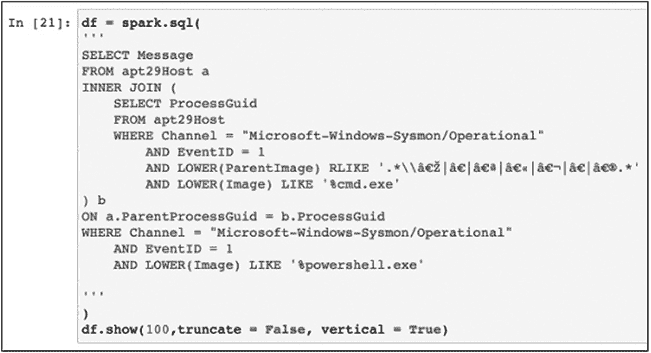 In [21]: df = spark.sql(
'''
SELECT Message
FROM apt29Host a
INNER JOIN (
SELECT ProcessGuid
FROM apt29Host
WHERE Channel = "Microsoft-Windows-Sysmon/Operational"
AND EventID = 1
AND LOWER(ParentImage) RLIKE '.*\\â€Ž|â€|â€ª|â€«|â€¬|â€|â€®.*'
AND LOWER(Image) LIKE '%cmd.exe'
) b
ON a.ParentProcessGuid = b.ProcessGuid
WHERE Channel = "Microsoft-Windows-Sysmon/Operational"
AND EventID = 1
AND LOWER(Image) LIKE '%powershell.exe'
'''
)
df.show(100,truncate = False, vertical = True)